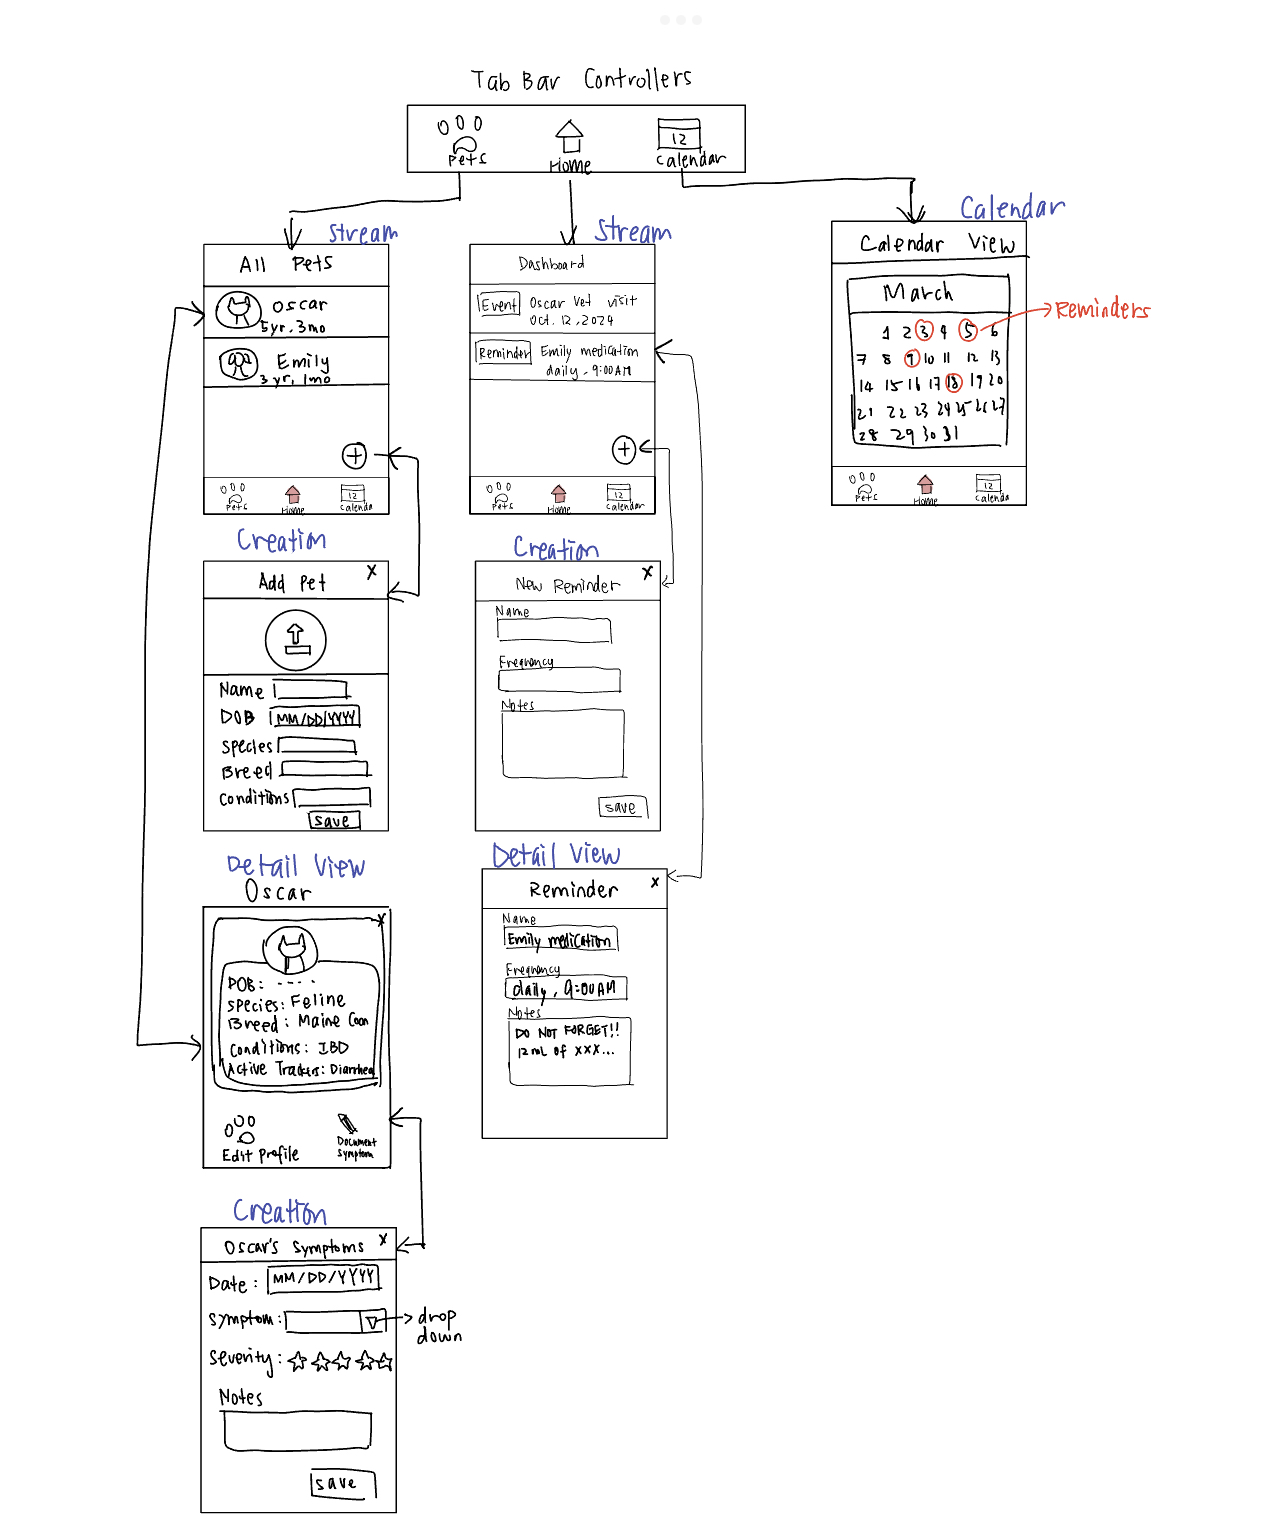 Tab Bar Controllers
Pets
Home
12
Calendar
Stream
All Pets
Oscar
5yr, 3mo
Emily
3 yr, 1mo
+
Pets
Home
12
Calenda
Creation
Add Pet
X
Name
DOB MM/DD/YYYY
Species
Breed
Conditions
save
Detail View
Oscar
X
DOB: ----
Species: Feline
Breed: Maine Coon
Conditions: IBD
Active Trackers: Diarrhea
Edit Profile
Document
Symptom
Creation
Oscar's Symptoms
X
Date: MM/DD/YYYY
Symptom:
drop
down
Severity:
Notes
save
Stream
Dashboard
Event Oscar Vet visit
Oct. 12, 2024
Reminder Emily medication
daily, 9:00AM
+
Pets
Home
12
Calendar
Creation
New Reminder
X
Name
Frequency
Notes
save
Detail View
Reminder
X
Name
Emily medication
Frequency
daily, 9:00AM
Notes
DO NOT FORGET!!
12mL of xxx...
Calendar
Calendar View
March
Reminders
1 2 3 4 5 6
7 8 9 10 11 12 13
14 15 16 17 18 19 20
21 22 23 24 25 26 27
28 29 30 31
Pets
Home
12
Calenda